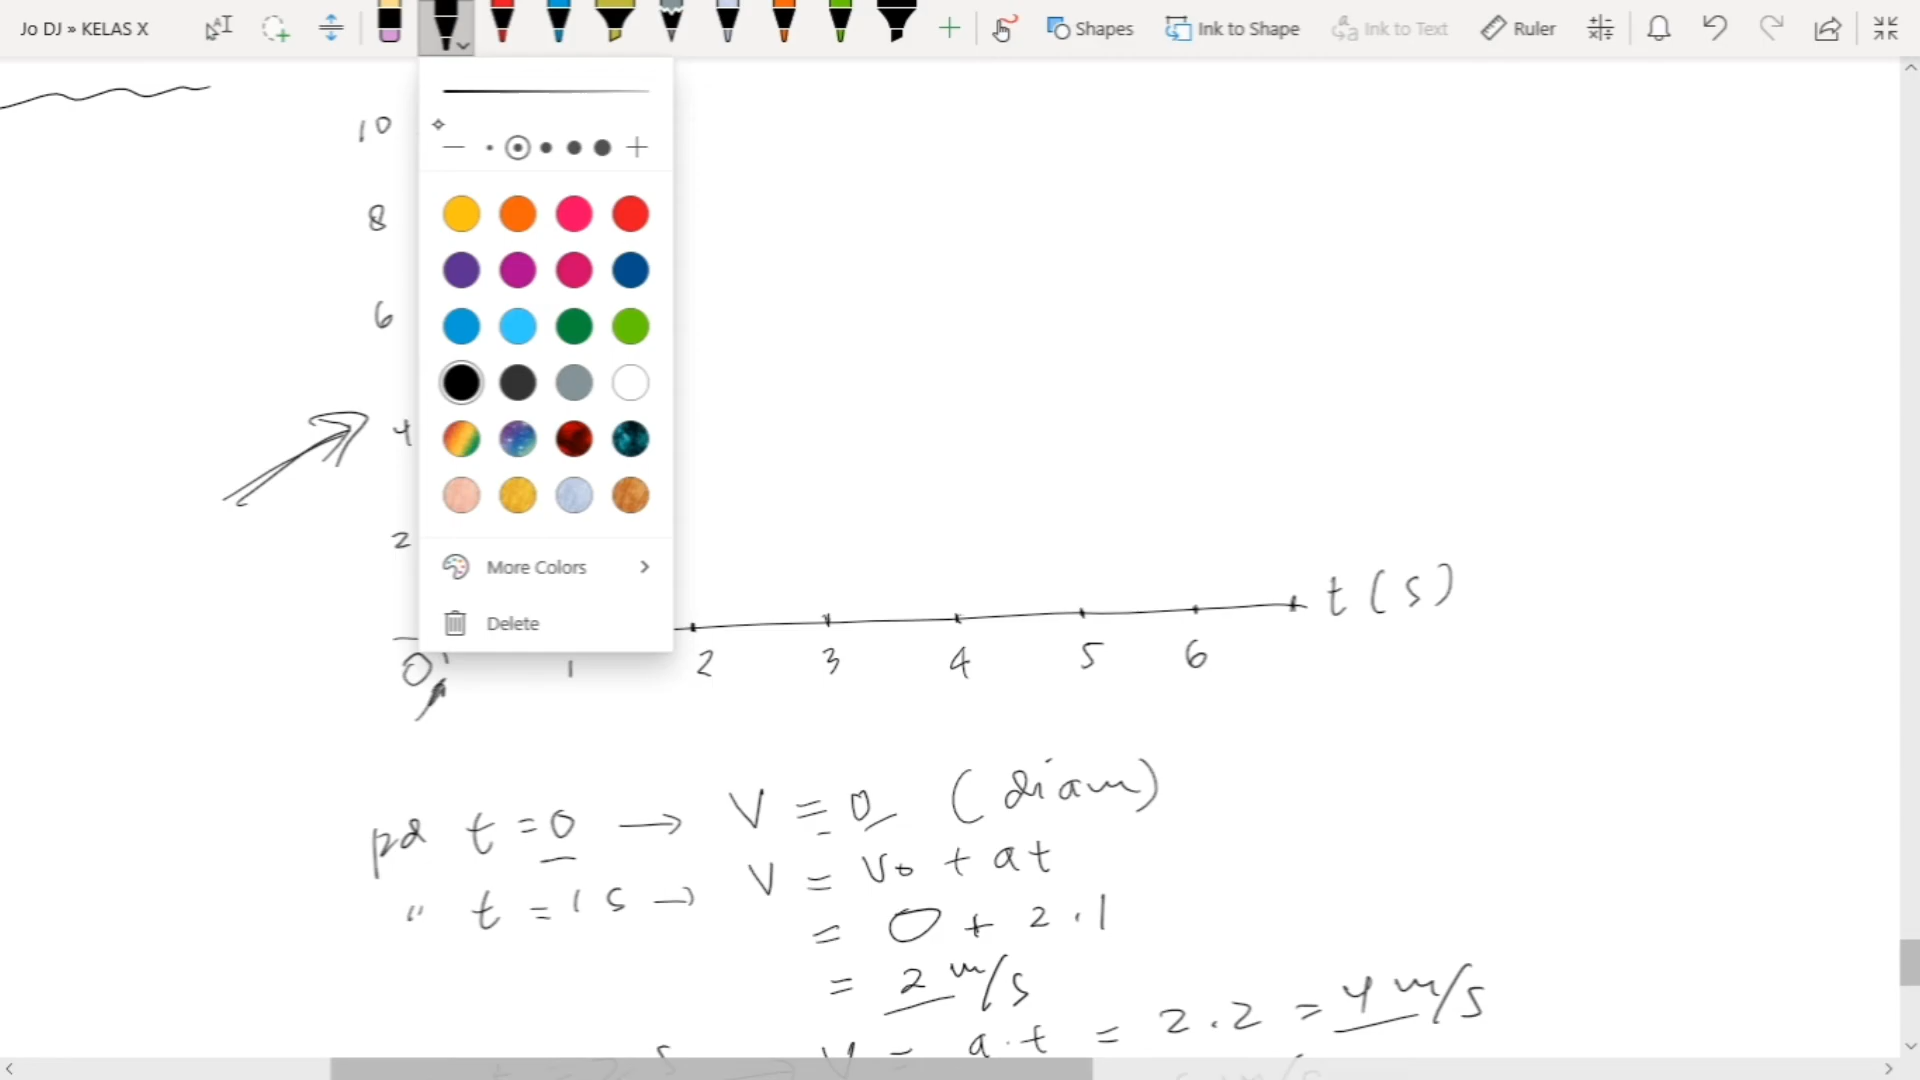 Jo DJ » KELAS X
Shapes
Ink to Shape
Ink to Text
Ruler
10
8
6
4
2
More Colors
Delete
t (s)
0 1 2 3 4 5 6
pd t = 0 → V = 0 (diam)
" t = 1 s → V = Vo + at
= 0 + 2.1
= 2 m/s
a.t = 2.2 = 4 m/s